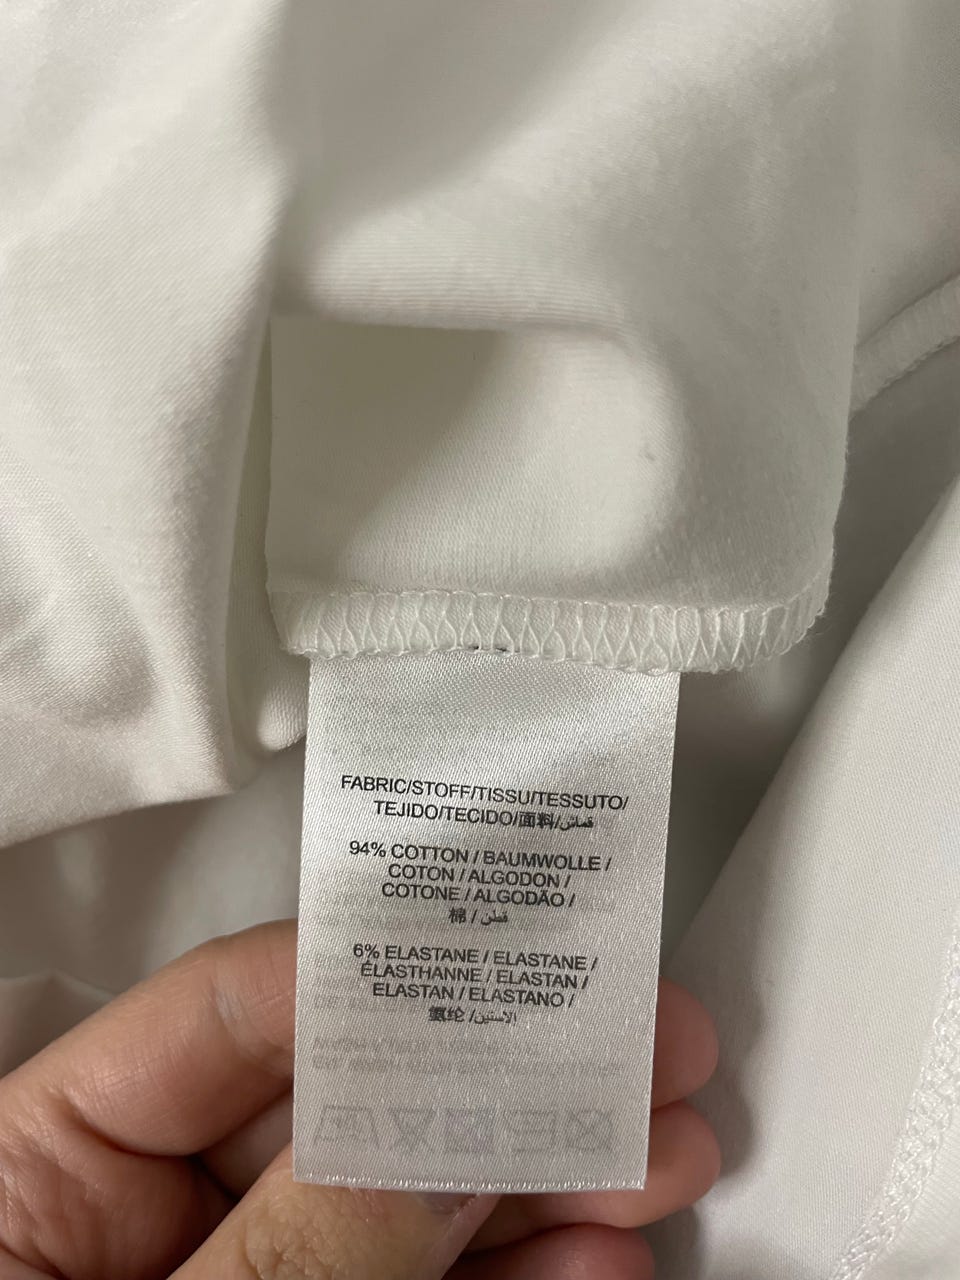 FABRIC/STOFF/TISSU/TESSUTO/
TEJIDO/TECIDO/面料/قماش
94% COTTON / BAUMWOLLE /
COTON / ALGODON /
COTONE / ALGODÃO /
棉 / قطن
6% ELASTANE / ELASTANE /
ÉLASTHANNE / ELASTAN /
ELASTAN / ELASTANO /
氨纶 /الاستين